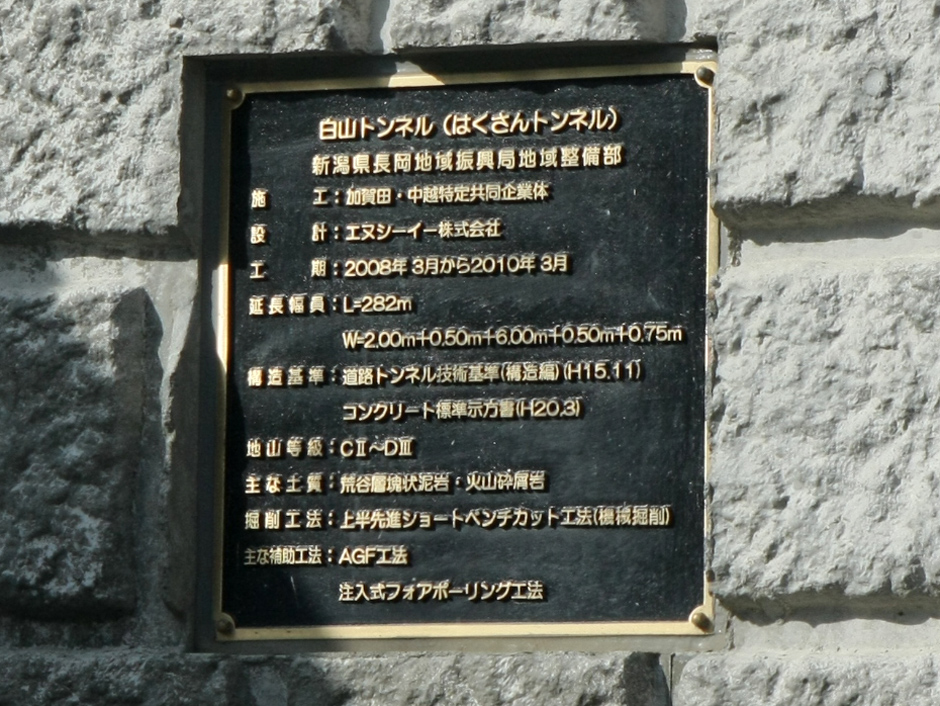 白山トンネル（はくさんトンネル）
新潟県長岡地域振興局地域整備部
施工：加賀田・中越特定共同企業体
設計：エヌシーイー株式会社
工期：2008年 3月から2010年 3月
延長幅員：L=282m
W=2.00m+0.50m+6.00m+0.50m+0.75m
構造基準：道路トンネル技術基準(構造編)(H15.11)
コンクリート標準示方書(H20.3)
地山等級：CⅡ～DⅢ
主な土質：荒谷層塊状泥岩・火山砕屑岩
掘削工法：上半先進ショートベンチカット工法(機械掘削)
主な補助工法：AGF工法
注入式フォアポーリング工法